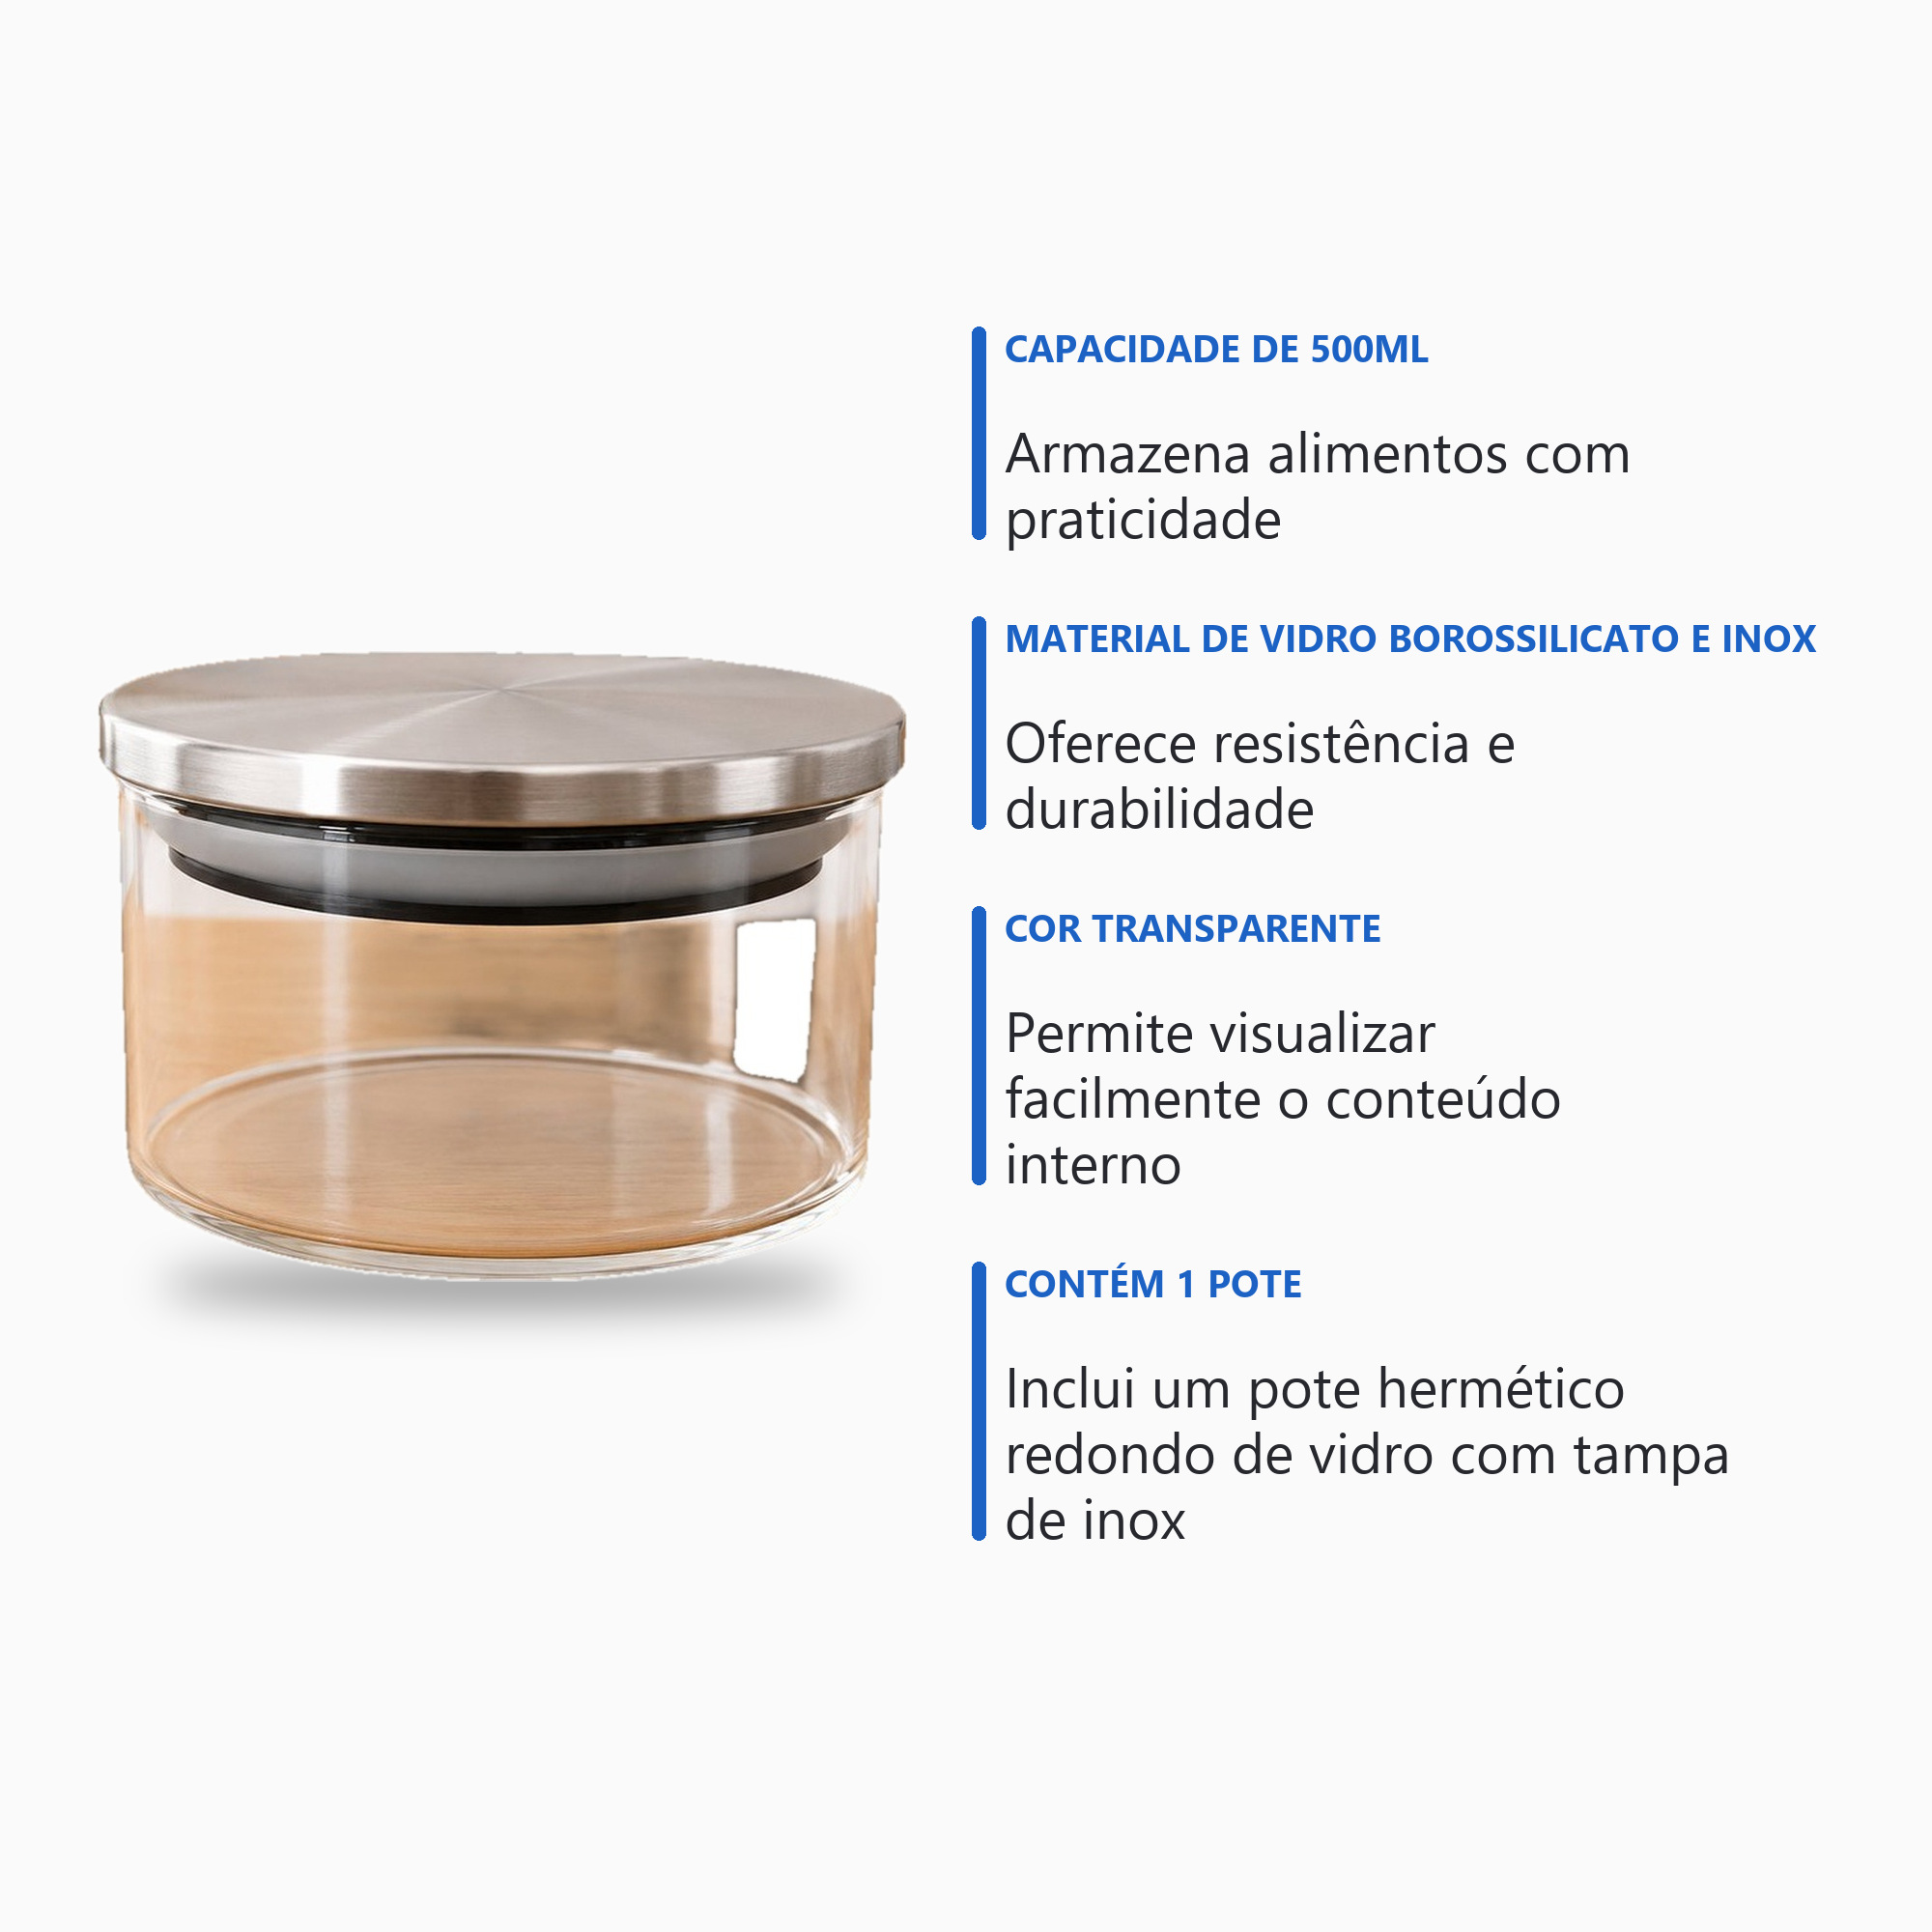 CAPACIDADE DE 500ML
Armazena alimentos com
praticidade
MATERIAL DE VIDRO BOROSSILICATO E INOX
Oferece resistência e
durabilidade
COR TRANSPARENTE
Permite visualizar
facilmente o conteúdo
interno
CONTÉM 1 POTE
Inclui um pote hermético
redondo de vidro com tampa
de inox